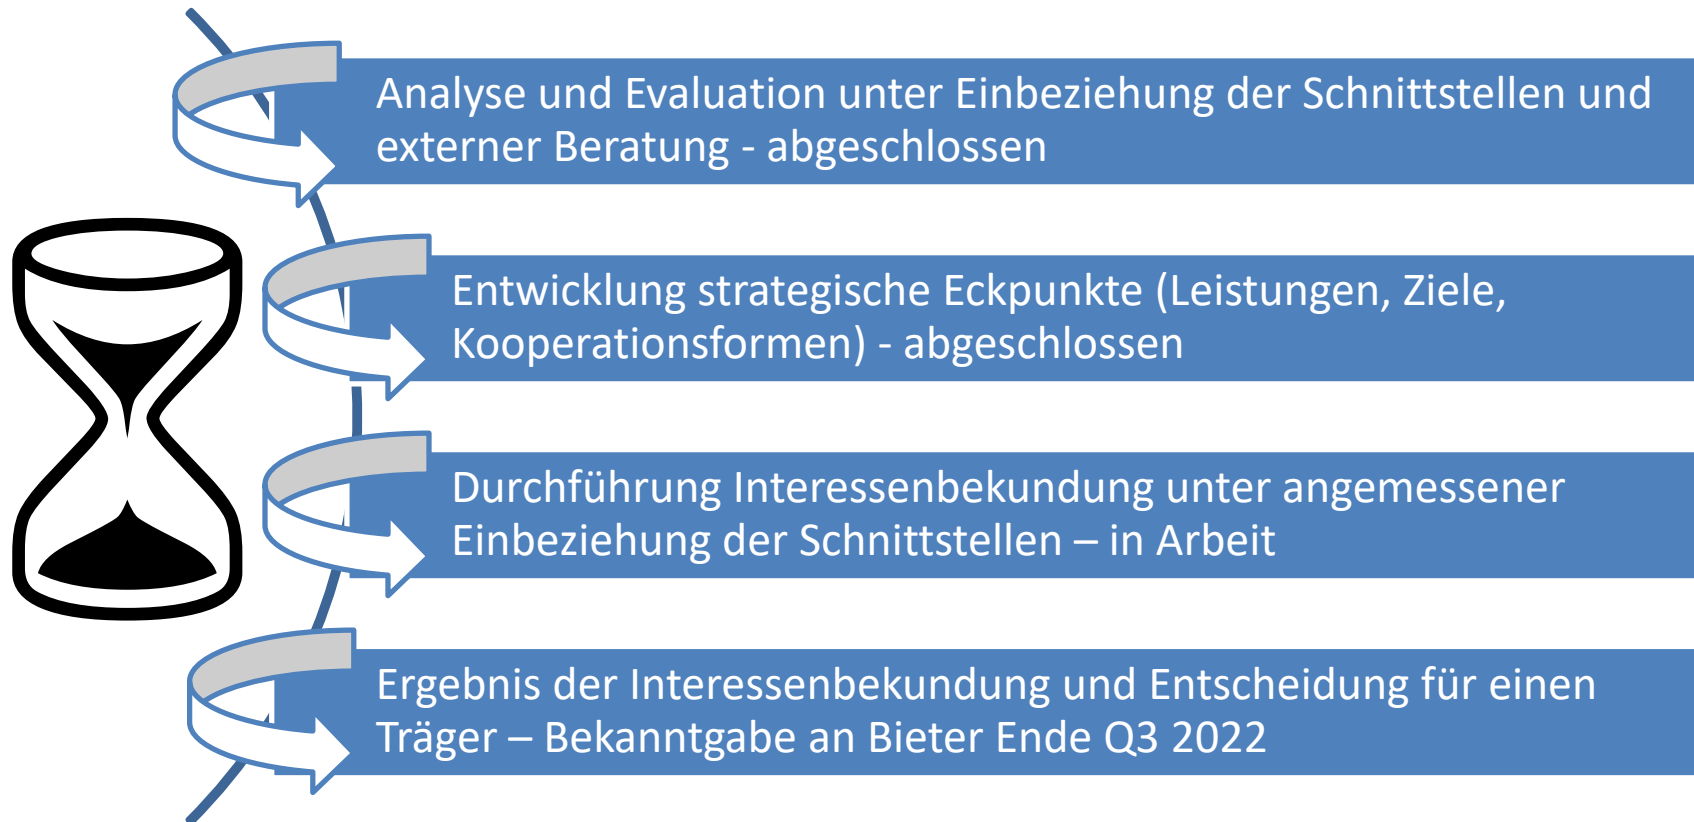 Analyse und Evaluation unter Einbeziehung der Schnittstellen und
externer Beratung - abgeschlossen
Entwicklung strategische Eckpunkte (Leistungen, Ziele,
Kooperationsformen) - abgeschlossen
Durchführung Interessenbekundung unter angemessener
Einbeziehung der Schnittstellen – in Arbeit
Ergebnis der Interessenbekundung und Entscheidung für einen
Träger – Bekanntgabe an Bieter Ende Q3 2022